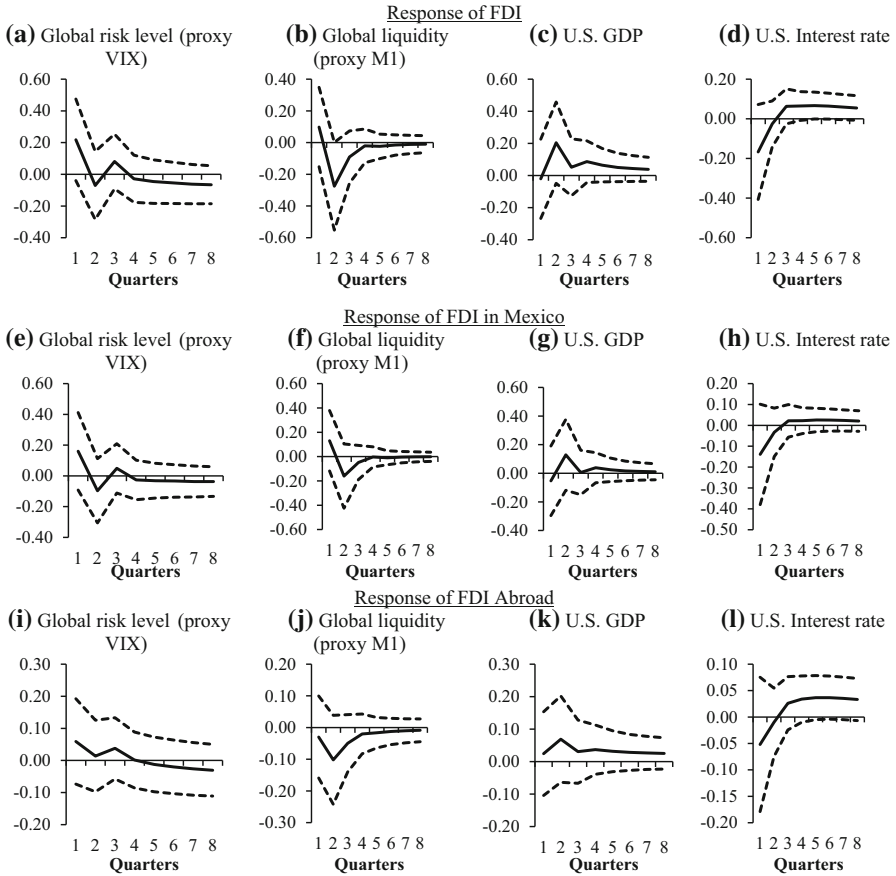 Response of FDI
(a) Global risk level (proxy VIX)
(b) Global liquidity (proxy M1)
(c) U.S. GDP
(d) U.S. Interest rate
0.60
0.40
0.20
0.00
-0.20
-0.40
1 2 3 4 5 6 7 8
Quarters
0.40
0.20
0.00
-0.20
-0.40
-0.60
1 2 3 4 5 6 7 8
Quarters
0.60
0.40
0.20
0.00
-0.20
-0.40
1 2 3 4 5 6 7 8
Quarters
0.20
0.00
-0.20
-0.40
-0.60
1 2 3 4 5 6 7 8
Quarters
Response of FDI in Mexico
(e) Global risk level (proxy VIX)
(f) Global liquidity (proxy M1)
(g) U.S. GDP
(h) U.S. Interest rate
0.60
0.40
0.20
0.00
-0.20
-0.40
1 2 3 4 5 6 7 8
Quarters
0.60
0.40
0.20
0.00
-0.20
-0.40
-0.60
1 2 3 4 5 6 7 8
Quarters
0.60
0.40
0.20
0.00
-0.20
-0.40
1 2 3 4 5 6 7 8
Quarters
0.20
0.10
0.00
-0.10
-0.20
-0.30
-0.40
-0.50
1 2 3 4 5 6 7 8
Quarters
Response of FDI Abroad
(i) Global risk level (proxy VIX)
(j) Global liquidity (proxy M1)
(k) U.S. GDP
(l) U.S. Interest rate
0.30
0.20
0.10
0.00
-0.10
-0.20
1 2 3 4 5 6 7 8
Quarters
0.20
0.10
0.00
-0.10
-0.20
-0.30
1 2 3 4 5 6 7 8
Quarters
0.30
0.20
0.10
0.00
-0.10
-0.20
1 2 3 4 5 6 7 8
Quarters
0.10
0.05
0.00
-0.05
-0.10
-0.15
-0.20
1 2 3 4 5 6 7 8
Quarters